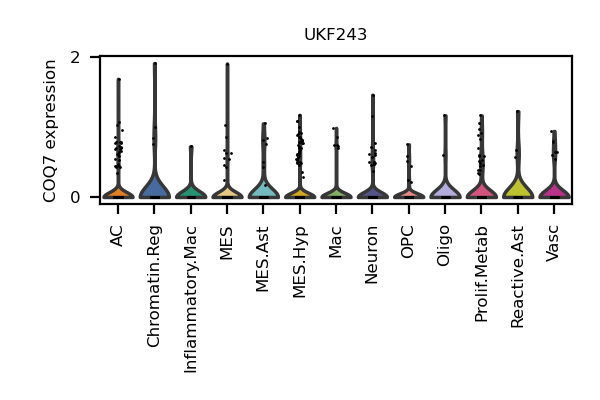 UKF243
COQ7 expression
2
0
AC
Chromatin.Reg
Inflammatory.Mac
MES
MES.Ast
MES.Hyp
Mac
Neuron
OPC
Oligo
Prolif.Metab
Reactive.Ast
Vasc